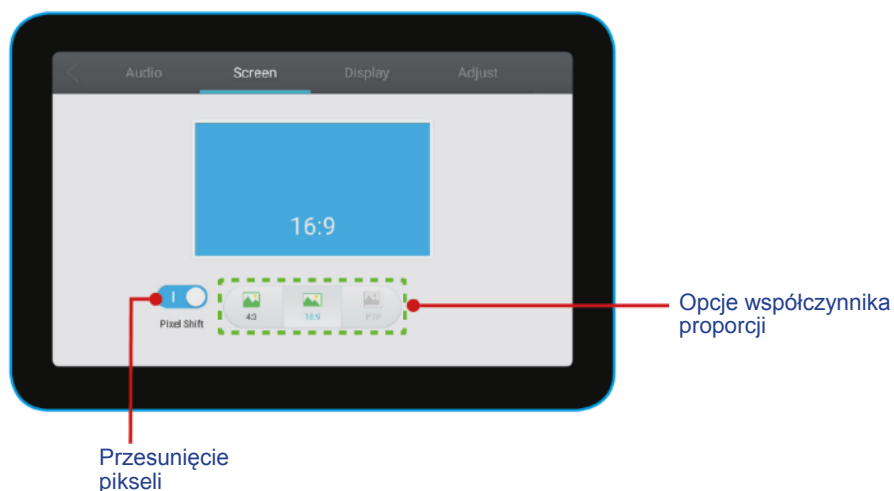 Audio Screen Display Adjust
16:9
Pixel Shift 4:3 16:9 PTP
Opcje współczynnika
proporcji
Przesunięcie
pikseli